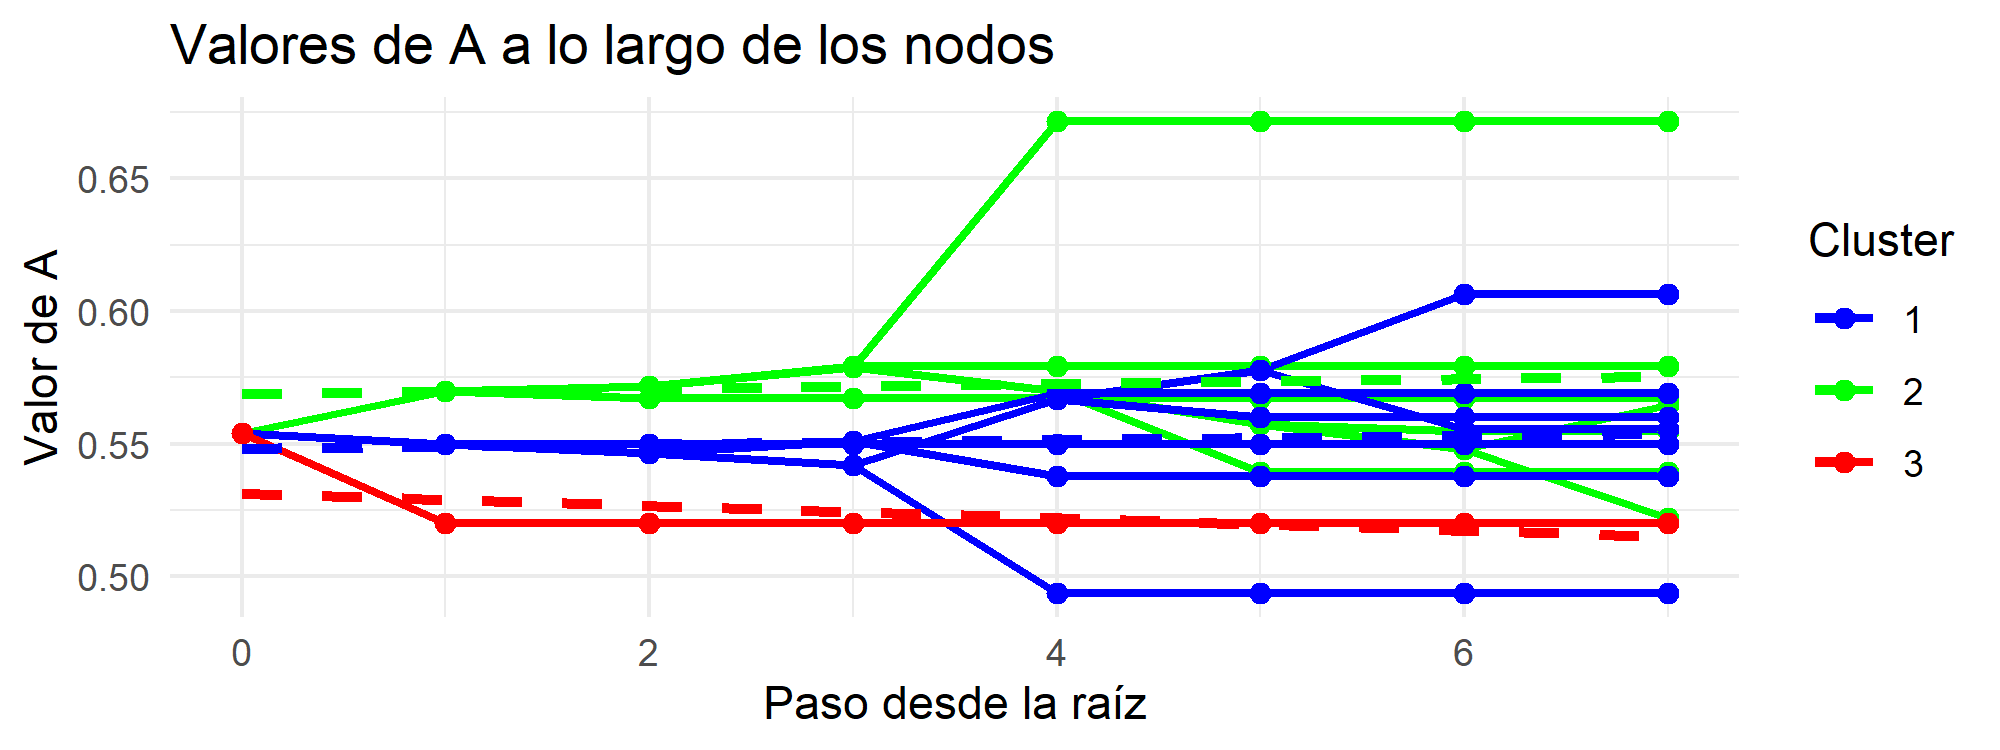 Valores de A a lo largo de los nodos
Valor de A
0.65
0.60
0.55
0.50
0
2
4
6
Paso desde la raíz
Cluster
1
2
3